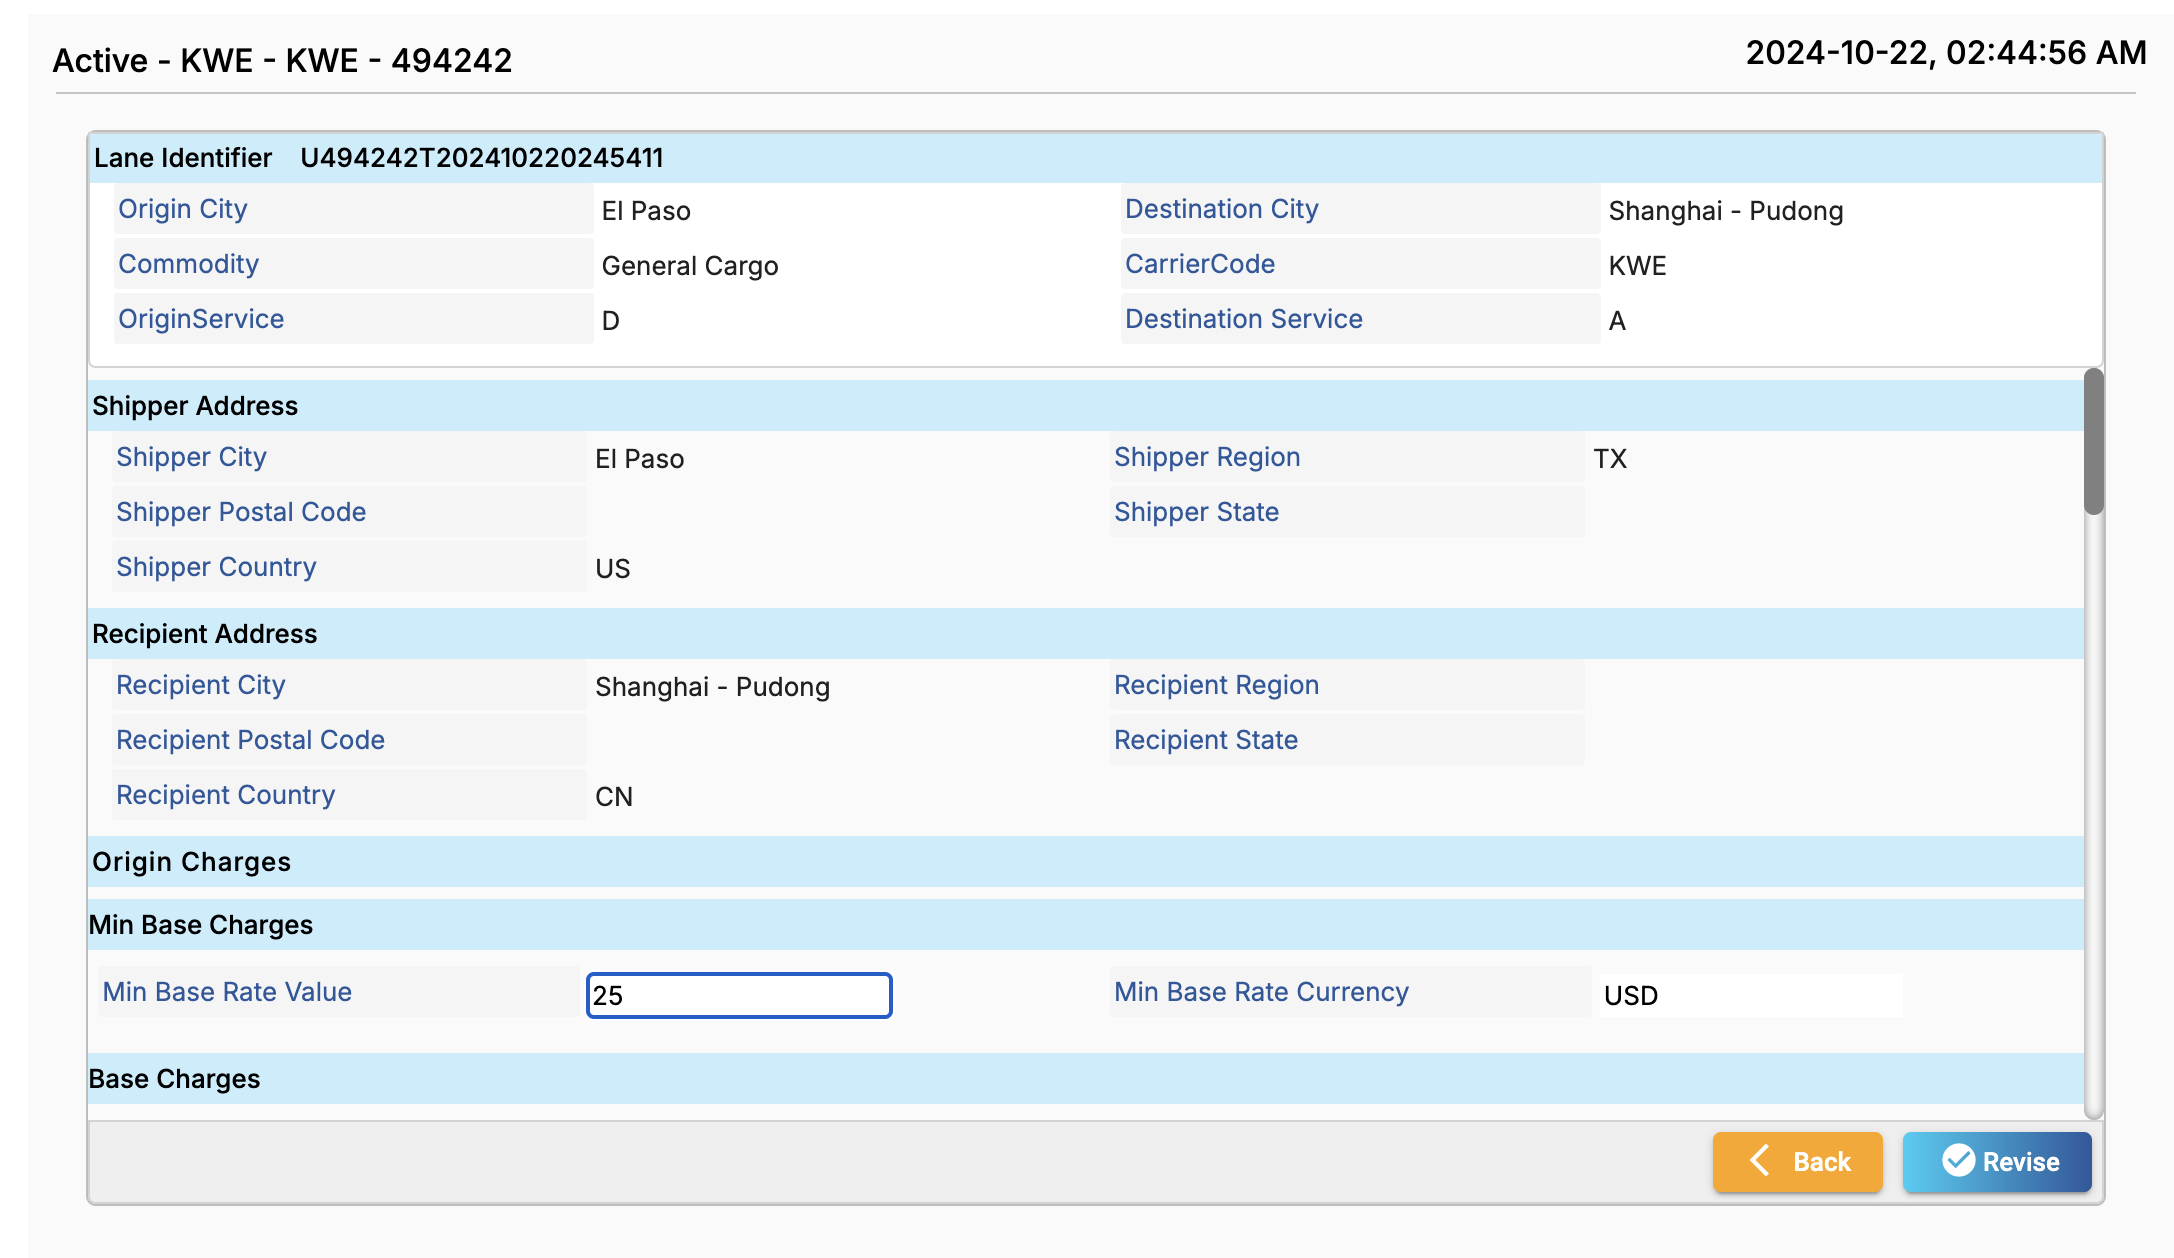 Active - KWE - KWE - 494242
2024-10-22, 02:44:56 AM
Lane Identifier U494242T202410220245411
Origin City El Paso Destination City Shanghai - Pudong
Commodity General Cargo CarrierCode KWE
OriginService D Destination Service A
Shipper Address
Shipper City El Paso Shipper Region TX
Shipper Postal Code Shipper State
Shipper Country US
Recipient Address
Recipient City Shanghai - Pudong Recipient Region
Recipient Postal Code Recipient State
Recipient Country CN
Origin Charges
Min Base Charges
Min Base Rate Value 25 Min Base Rate Currency USD
Base Charges
Back Revise